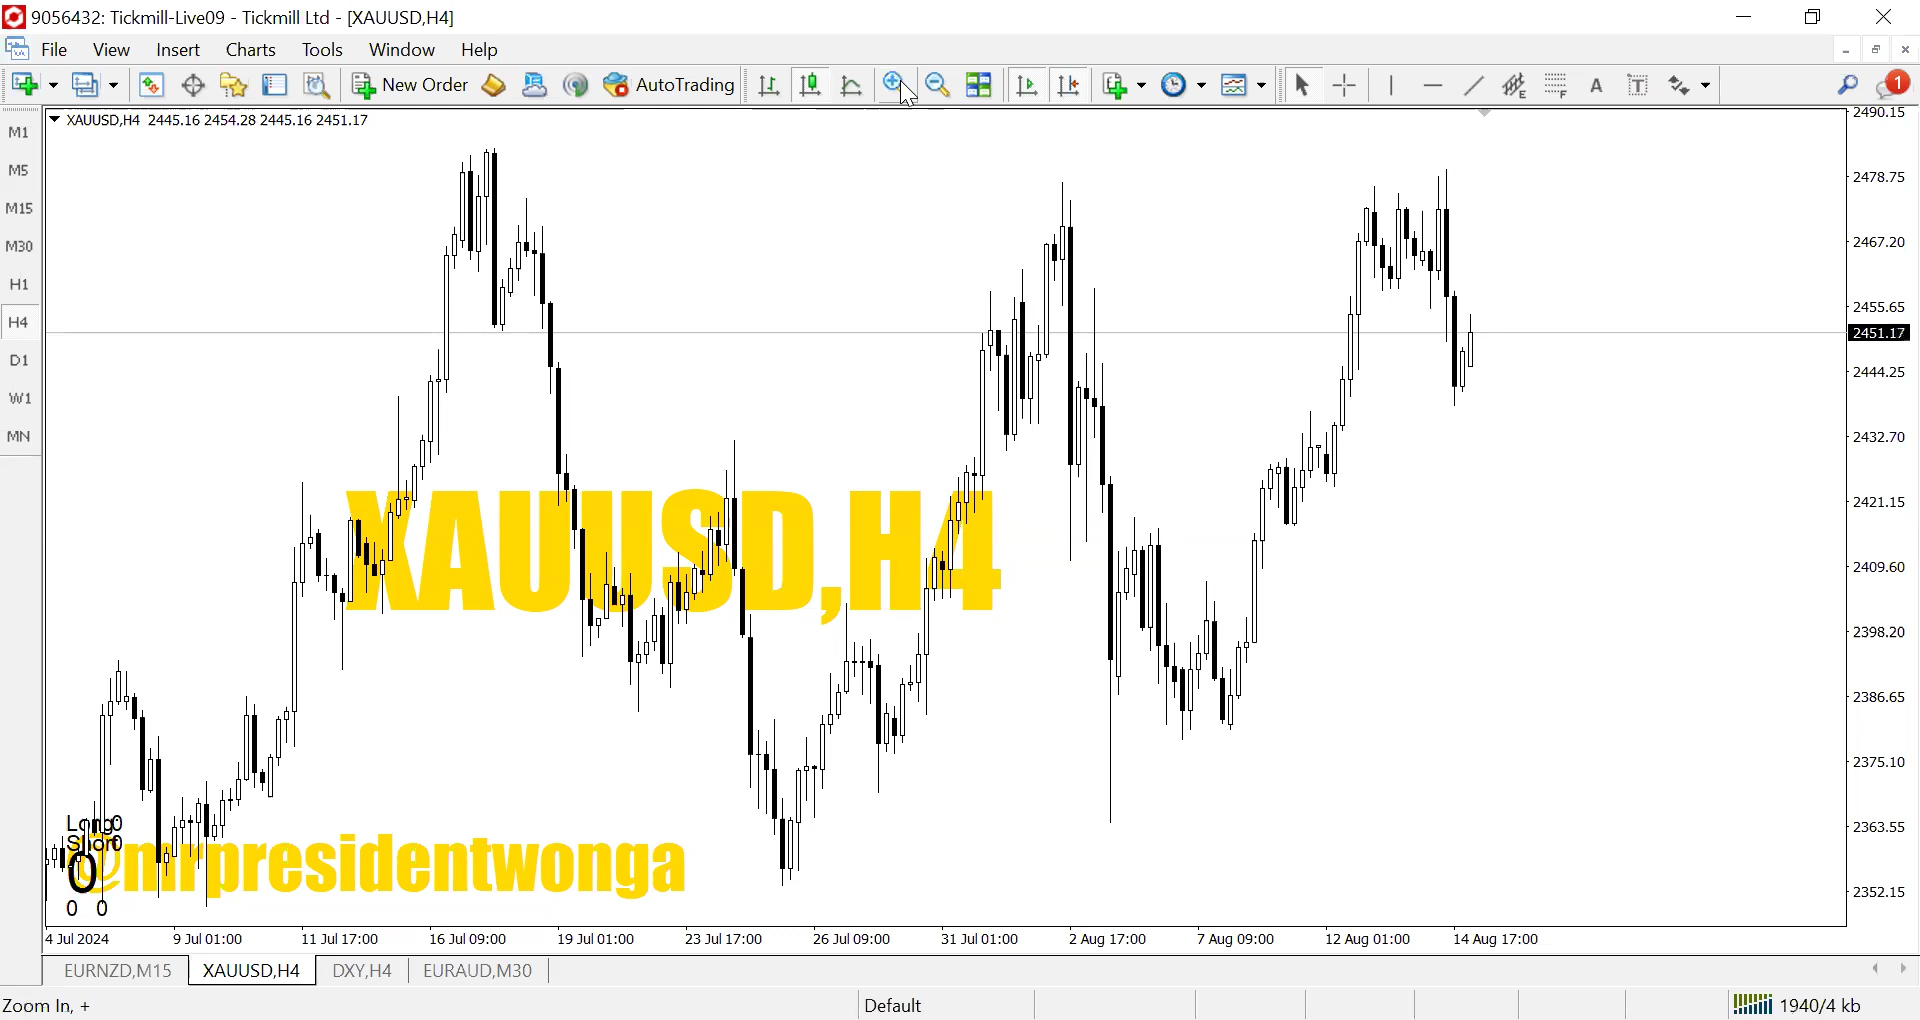 9056432: Tickmill-Live09 - Tickmill Ltd - [XAUUSD,H4]
File View Insert Charts Tools Window Help
New Order AutoTrading A T 1
M1
M5
M15
M30
H1
H4
D1
W1
MN
XAUUSD,H4 2445.16 2454.28 2445.16 2451.17
2490.15
2478.75
2467.20
2455.65
2451.17
2444.25
2432.70
2421.15
2409.60
2398.20
2386.65
2375.10
2363.55
2352.15
XAUUSD,H4
Long0
Short0
0
0 0
@mrpresidentwonga
4 Jul 2024 9 Jul 01:00 11 Jul 17:00 16 Jul 09:00 19 Jul 01:00 23 Jul 17:00 26 Jul 09:00 31 Jul 01:00 2 Aug 17:00 7 Aug 09:00 12 Aug 01:00 14 Aug 17:00
EURNZD,M15 XAUUSD,H4 DXY,H4 EURAUD,M30
Zoom In, + Default 1940/4 kb